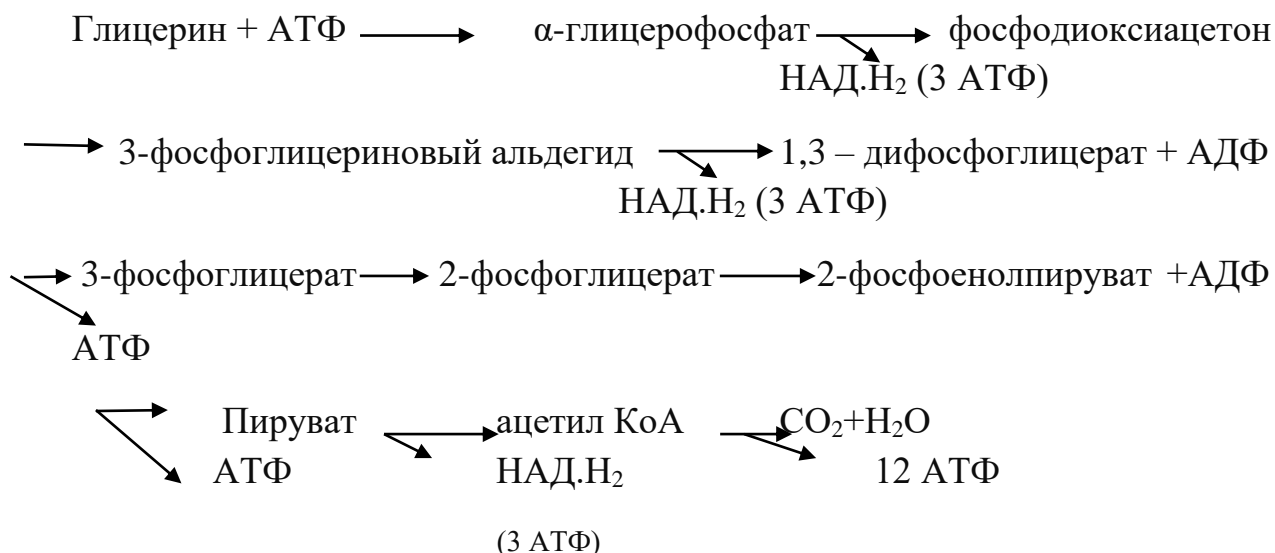 Глицерин + АТФ α-глицерофосфат фосфодиоксиацетон
НАД.Н₂ (3 АТФ)
3-фосфоглицериновый альдегид 1,3 – дифосфоглицерат + АДФ
НАД.Н₂ (3 АТФ)
3-фосфоглицерат 2-фосфоглицерат 2-фосфоенолпируват +АДФ
АТФ
Пируват ацетил КоА СО₂+Н₂О
АТФ НАД.Н₂ 12 АТФ
(3 АТФ)